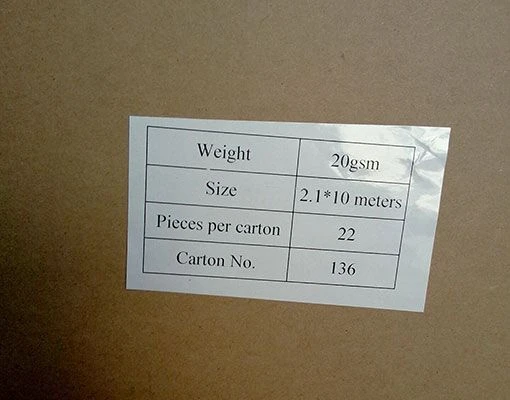 Weight 20gsm
Size 2.1*10 meters
Pieces per carton 22
Carton No. 136